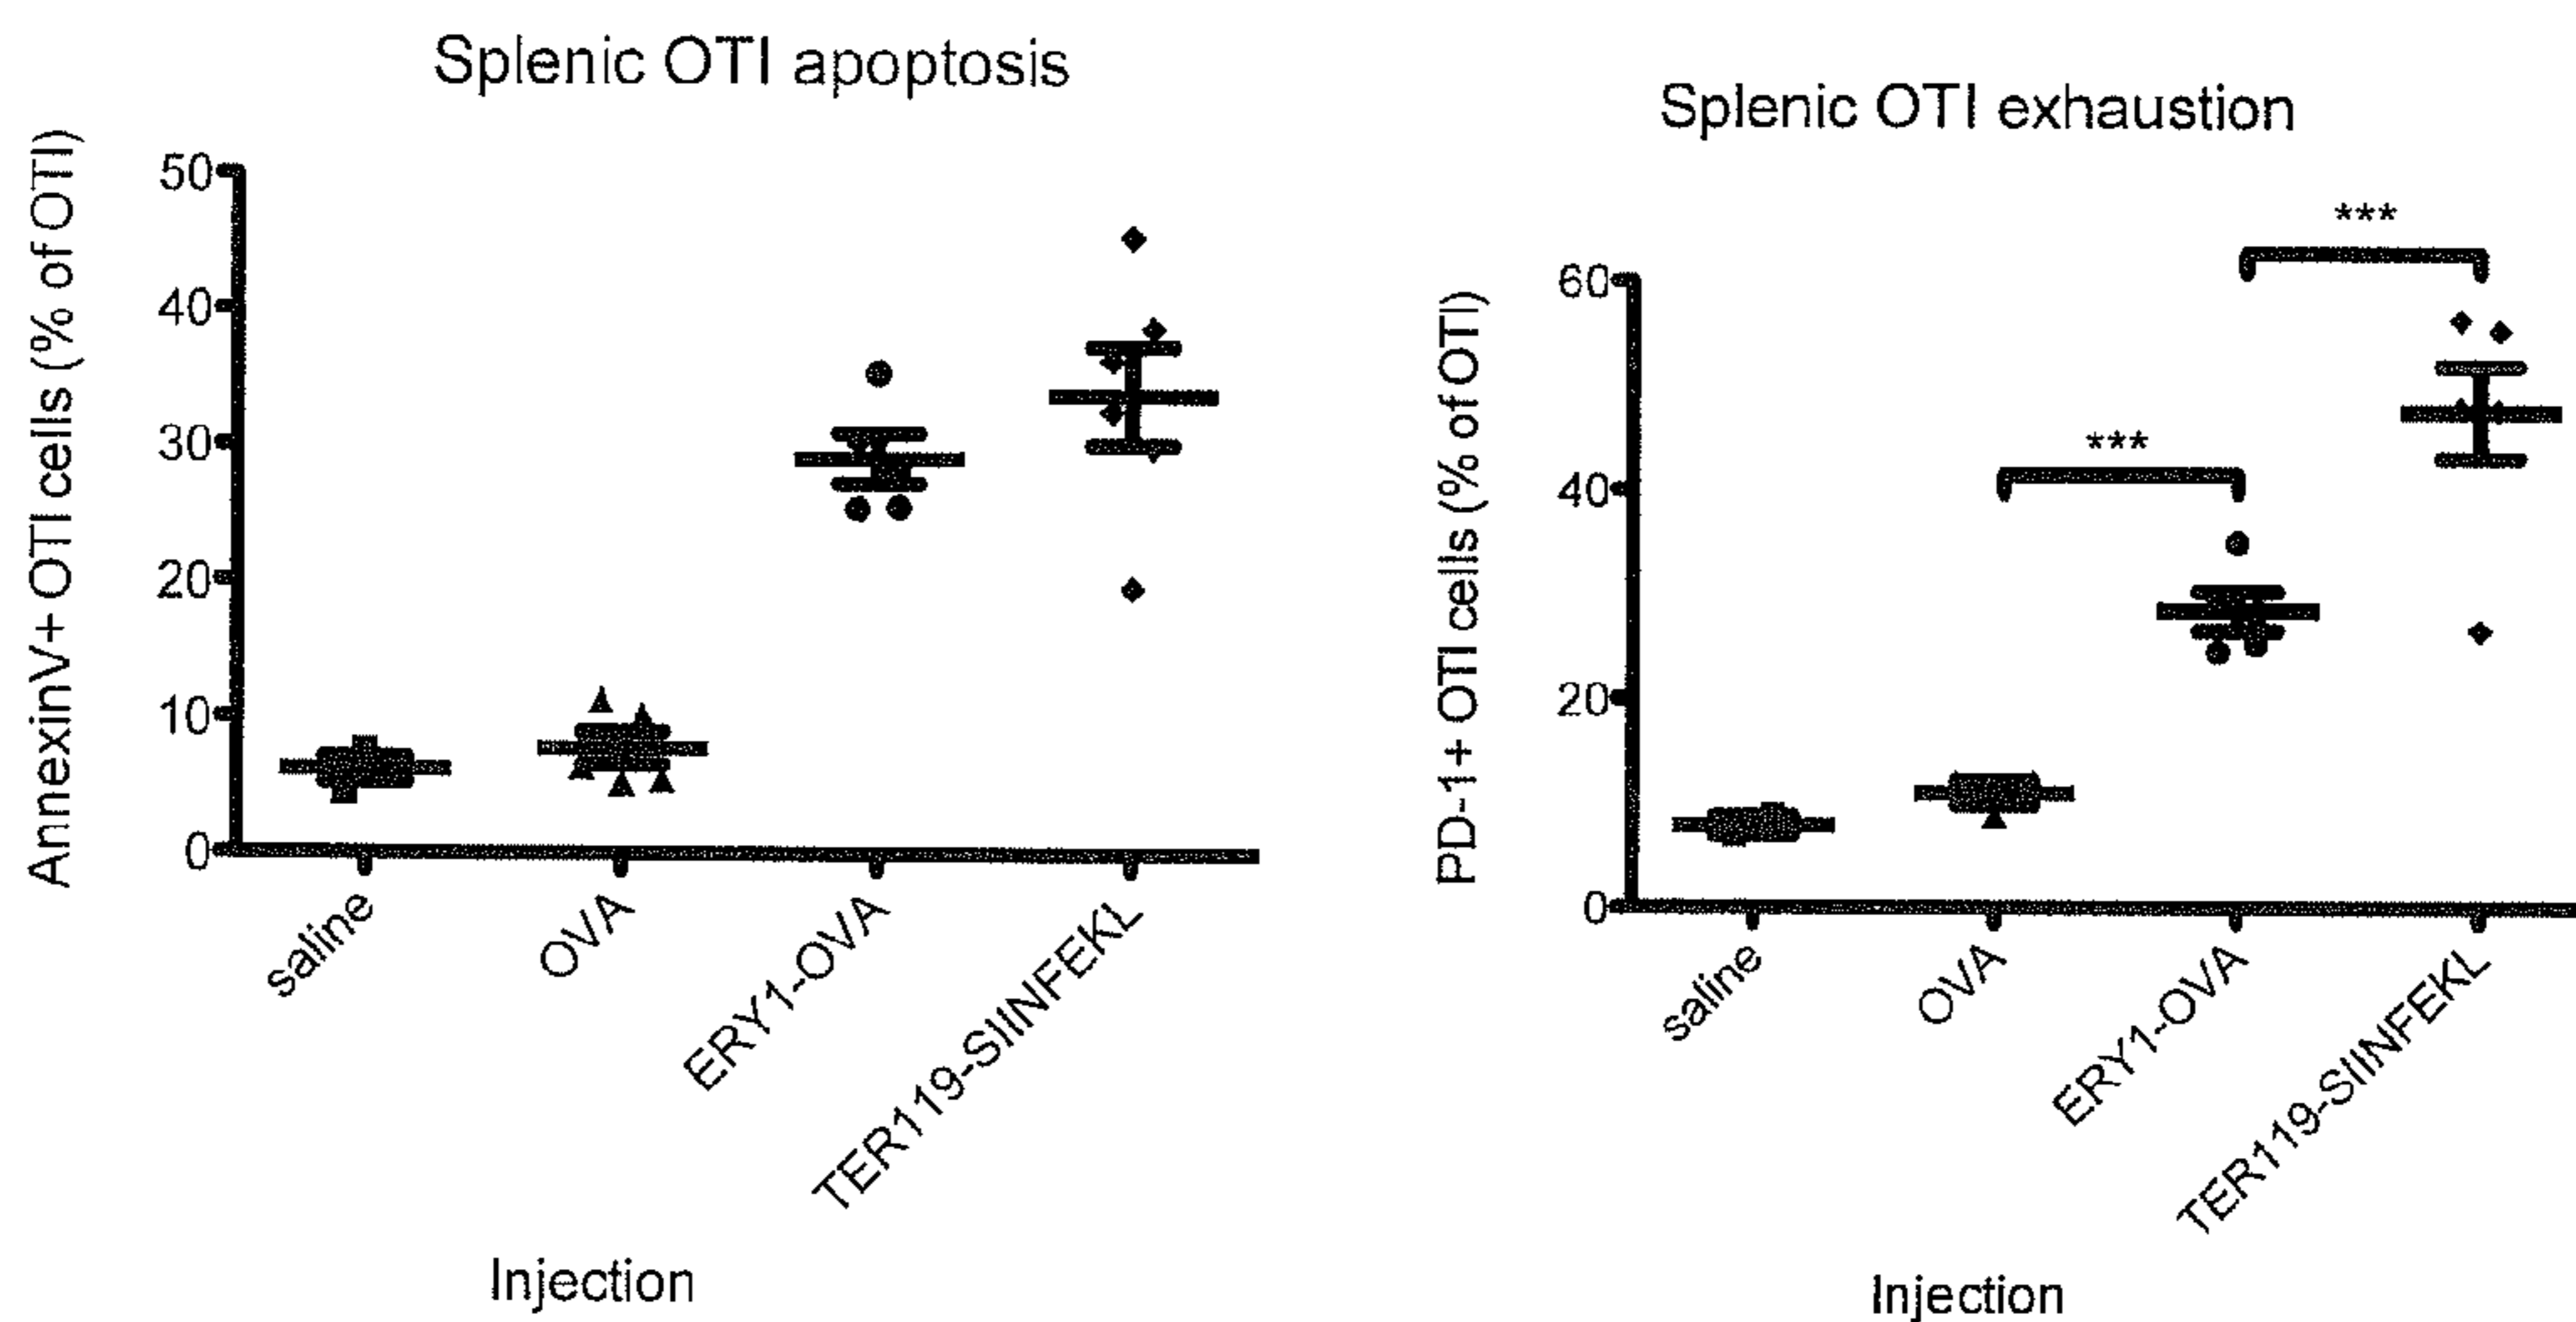 Splenic OTI apoptosis
AnnexinV+ OTI cells (% of OTI)
50
40
30
20
10
0
saline
OVA
ERY1-OVA
TER119-SIINFEKL
Injection
Splenic OTI exhaustion
PD-1+ OTI cells (% of OTI)
60
40
20
0
***
***
saline
OVA
ERY1-OVA
TER119-SIINFEKL
Injection